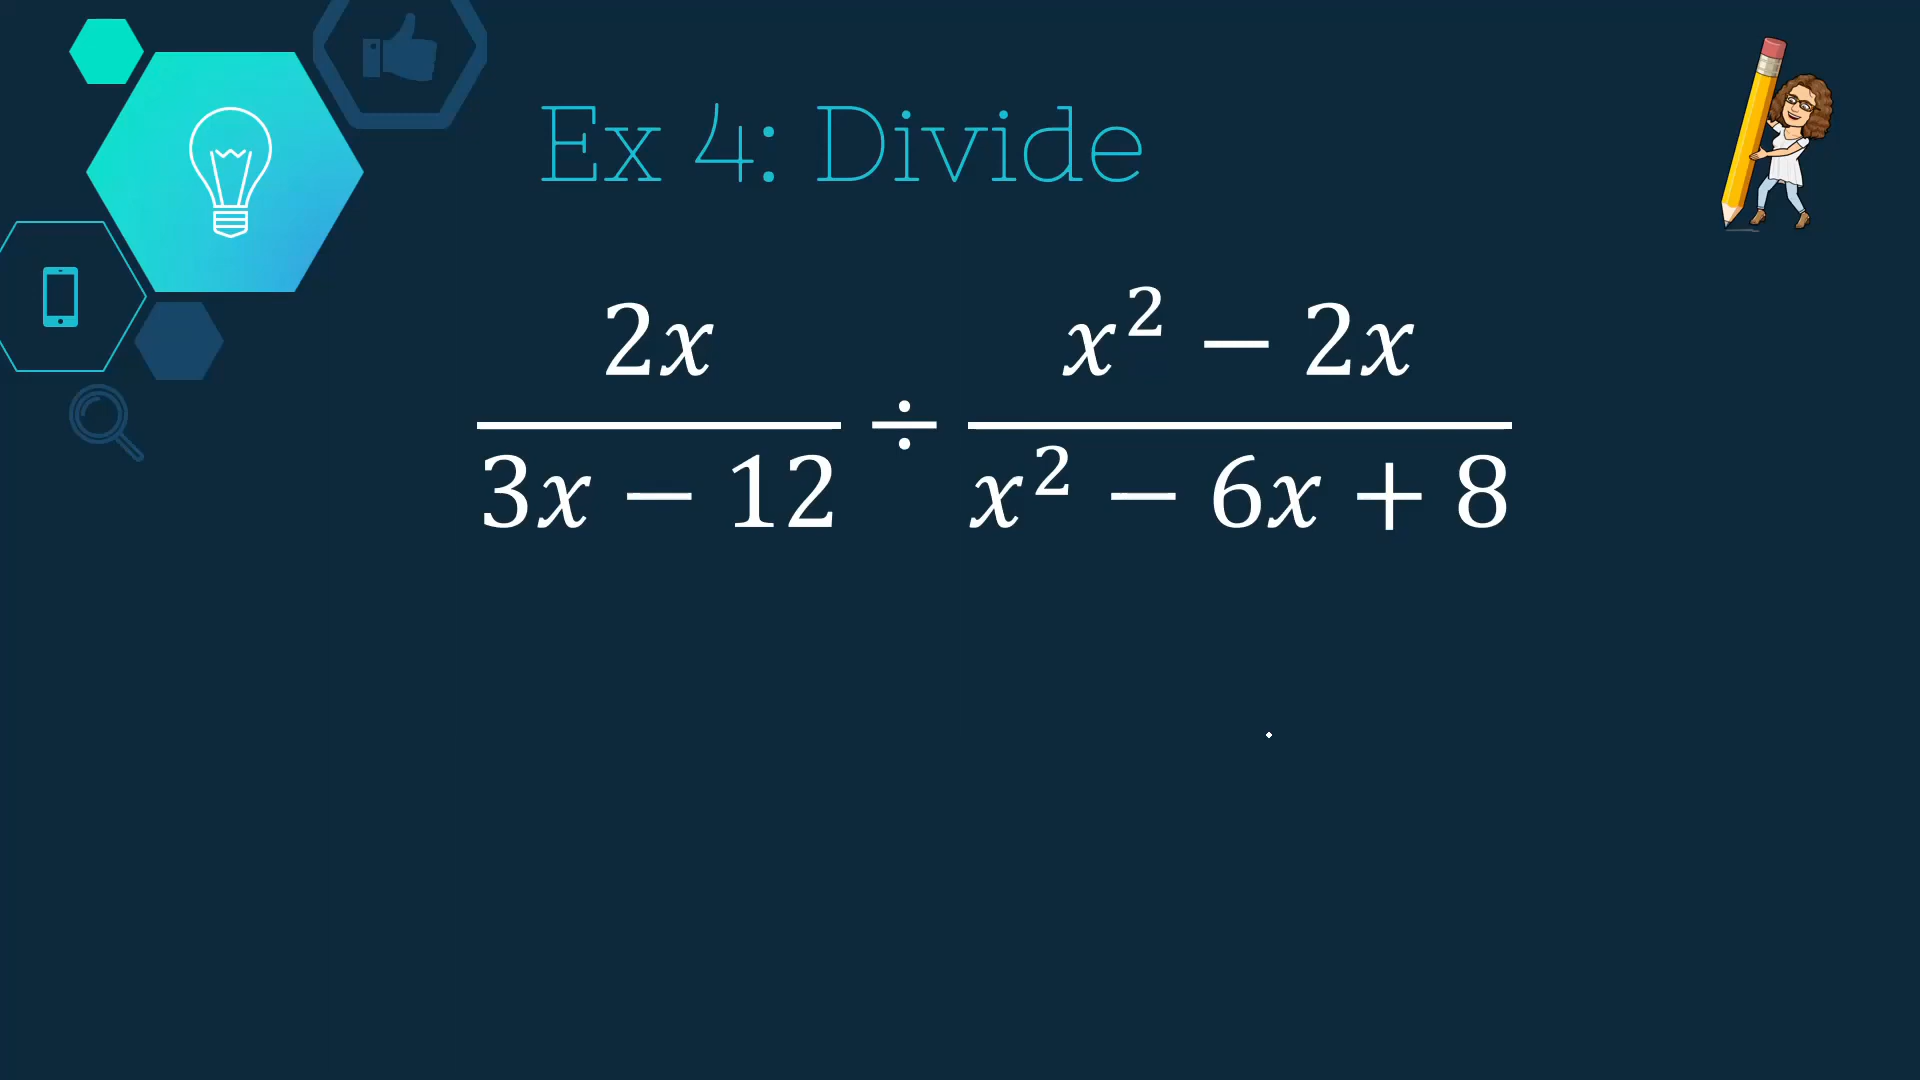 Ex 4: Divide
2x / 3x − 12 ÷ x² − 2x / x² − 6x + 8